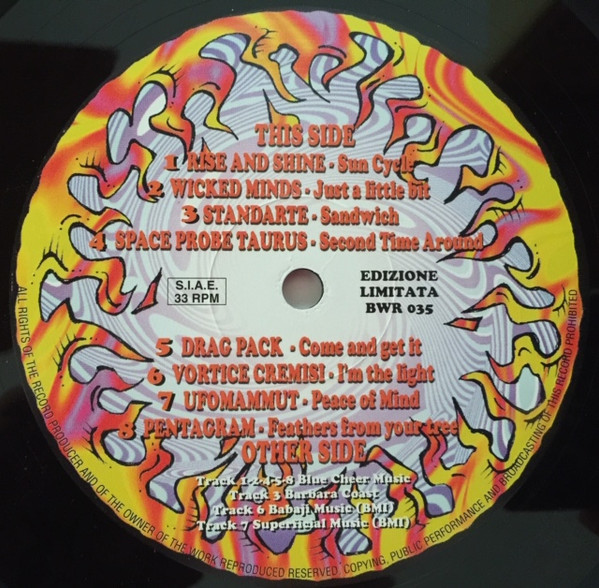 THIS SIDE
1 RISE AND SHINE - Sun Cycle
2 WICKED MINDS - Just a little bit
3 STANDARTE - Sandwich
4 SPACE PROBE TAURUS - Second Time Around
S.I.A.E.
33 RPM
EDIZIONE
LIMITATA
BWR 035
5 DRAG PACK - Come and get it
6 VORTICE CREMISI - I'm the light
7 UFOMAMMUT - Peace of Mind
8 PENTAGRAM - Feathers from your tree
OTHER SIDE
Track 1-2-4-5-8 Blue Cheer Music
Track 3 Barbara Coast
Track 6 Babaji Music (BMI)
Track 7 Superficial Music (BMI)
ALL RIGHTS OF THE RECORD PRODUCER AND OF THE OWNER OF THE WORK REPRODUCED RESERVED. COPYING, PUBLIC PERFORMANCE AND BROADCASTING OF THIS RECORD PROHIBITED